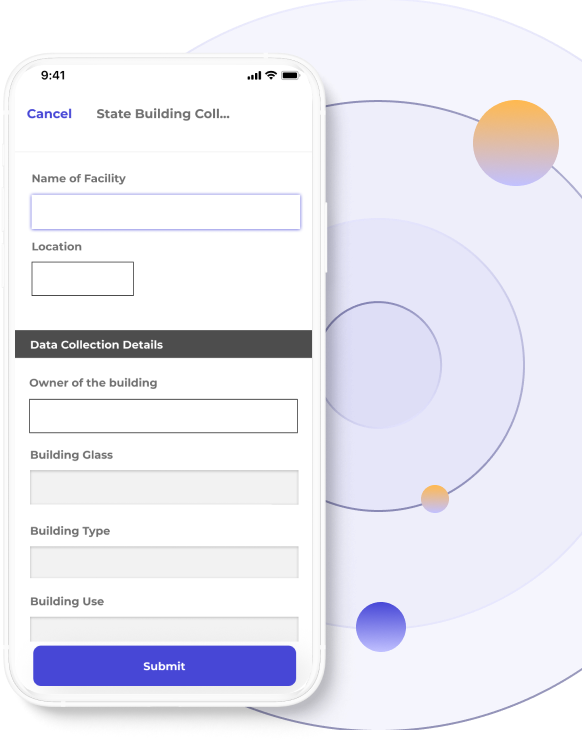 9:41
Cancel State Building Coll...
Name of Facility
Location
Data Collection Details
Owner of the building
Building Glass
Building Type
Building Use
Submit